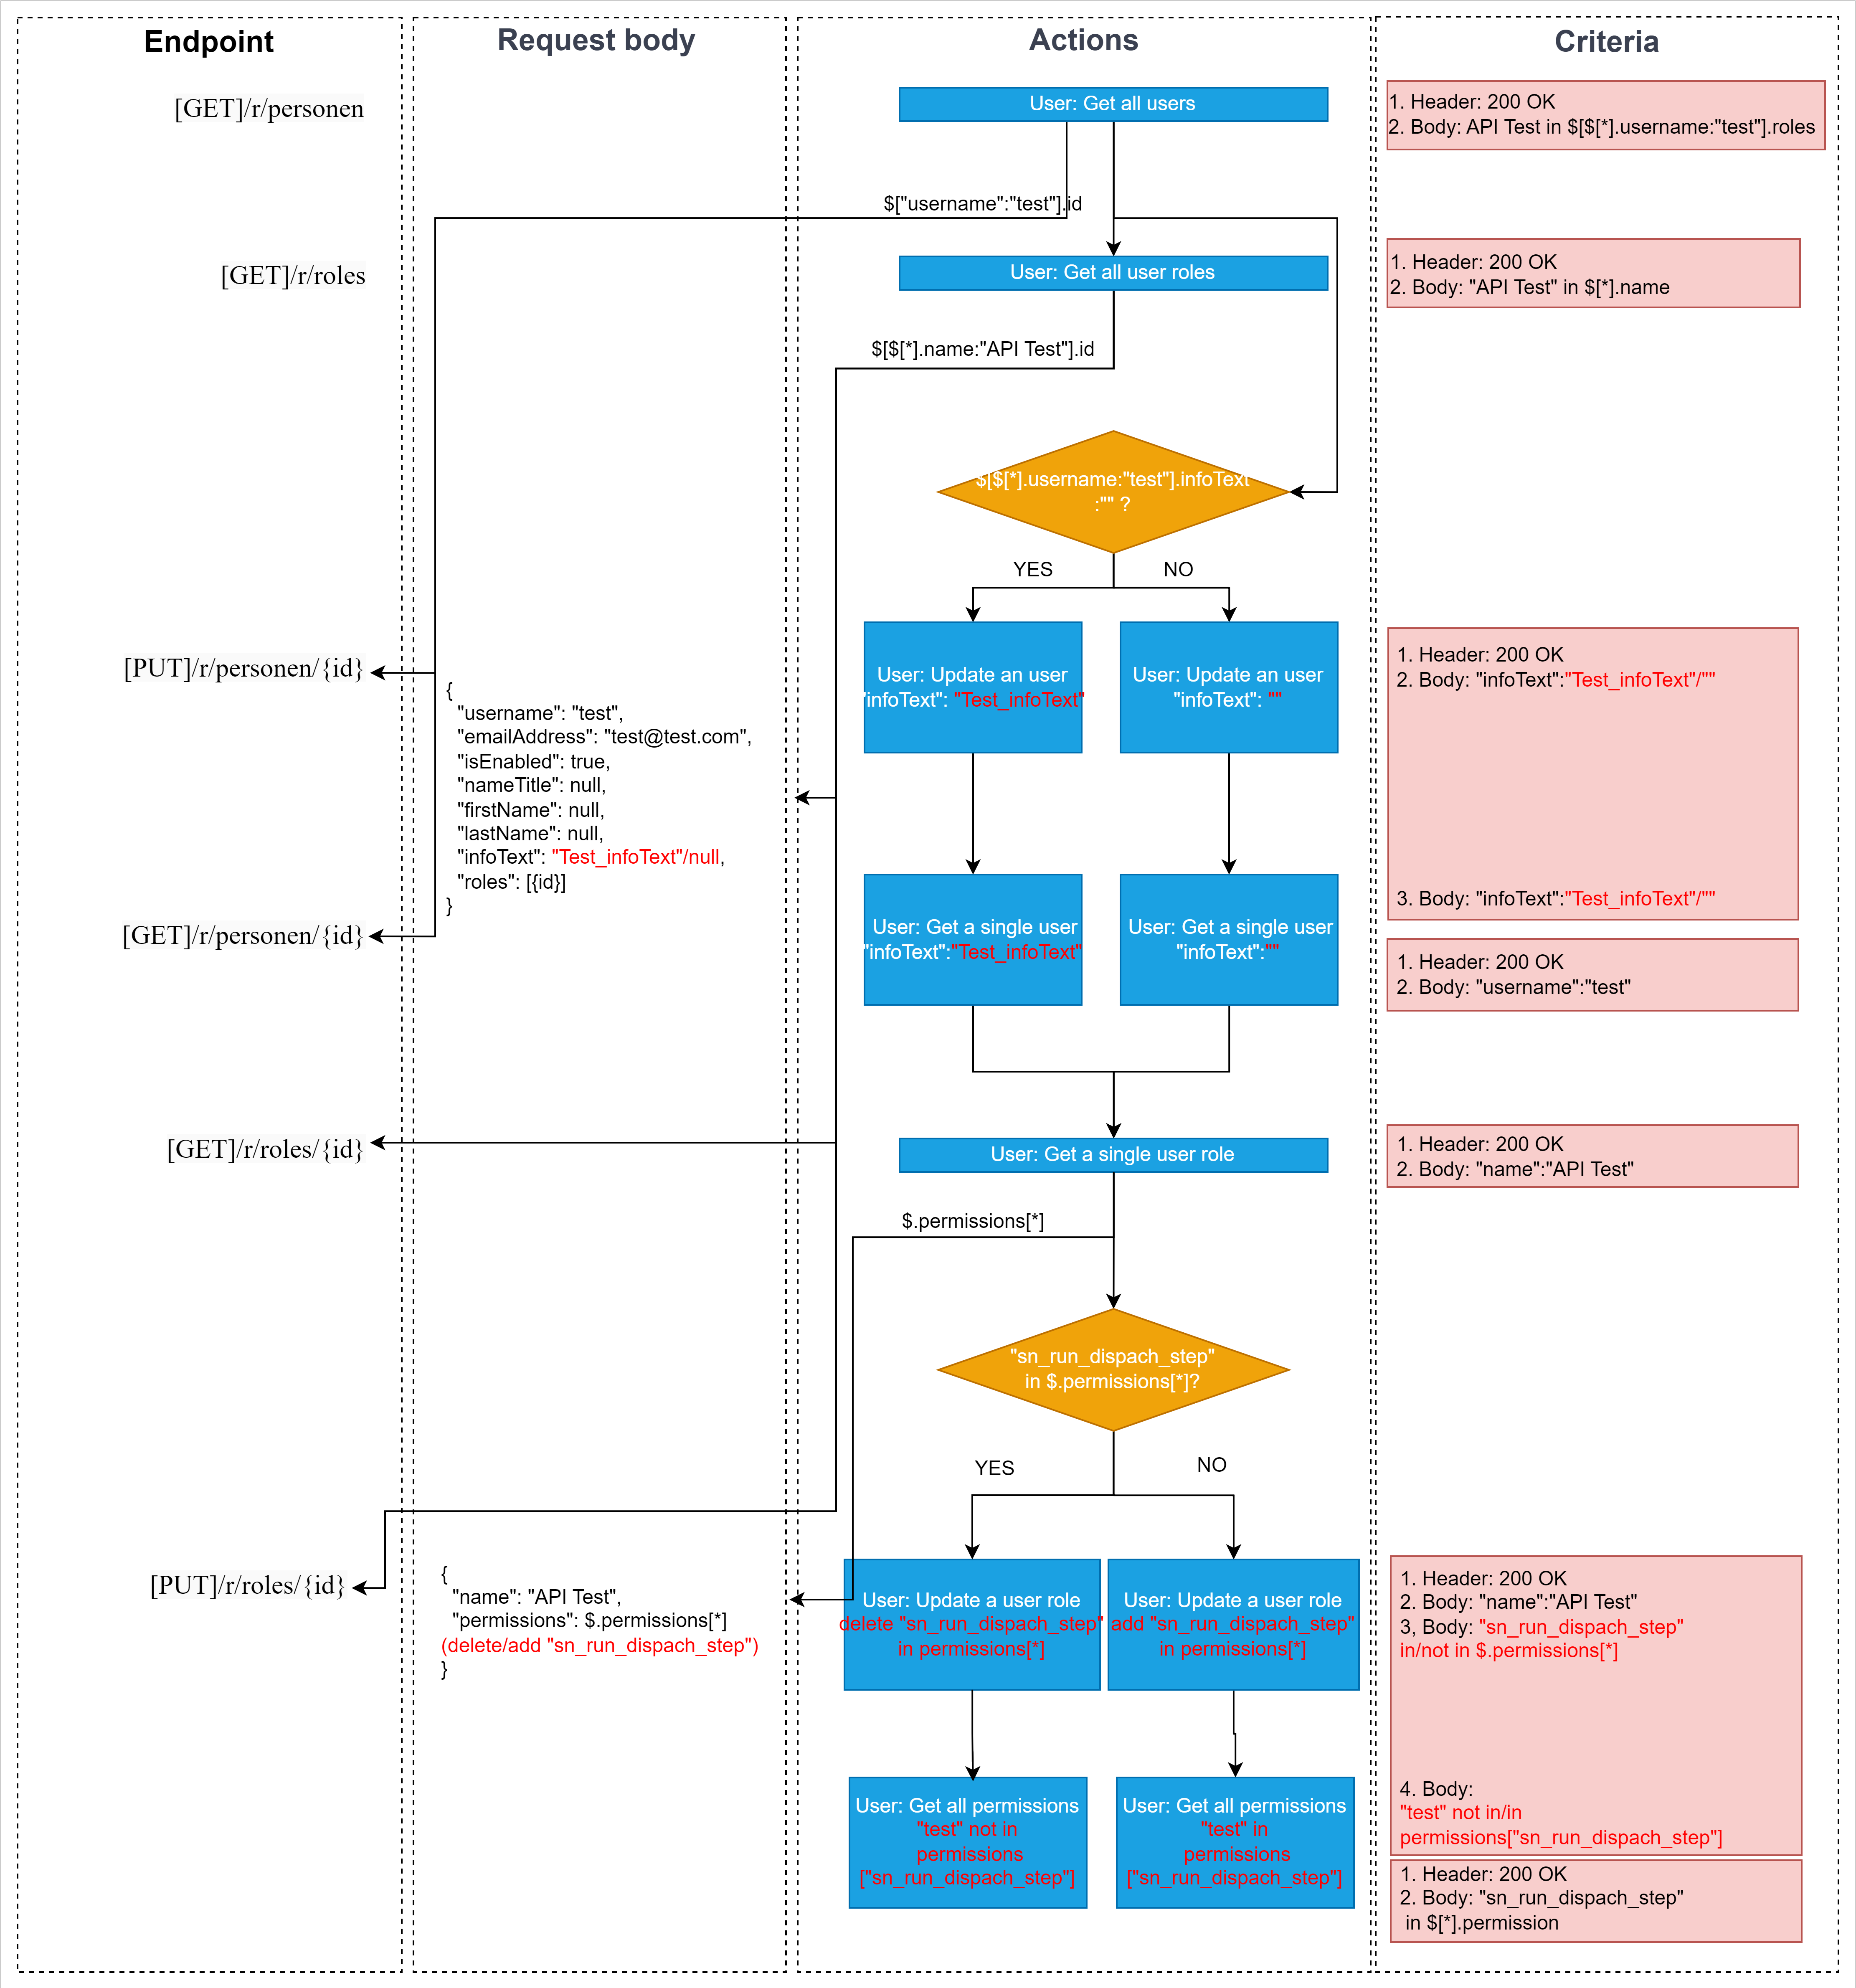 Endpoint
Request body
Actions
Criteria
[GET]/r/personen
User: Get all users
1. Header: 200 OK
2. Body: API Test in $[$[*].username:"test"].roles
$["username":"test"].id
[GET]/r/roles
User: Get all user roles
1. Header: 200 OK
2. Body: "API Test" in $[*].name
$[$[*].name:"API Test"].id
$[$[*].username:"test"].infoText
:"" ?
YES
NO
[PUT]/r/personen/{id}
{
"username": "test",
"emailAddress": "test@test.com",
"isEnabled": true,
"nameTitle": null,
"firstName": null,
"lastName": null,
"infoText": "Test_infoText"/null,
"roles": [{id}]
}
User: Update an user
"infoText": "Test_infoText"
User: Update an user
"infoText": ""
1. Header: 200 OK
2. Body: "infoText":"Test_infoText"/""
3. Body: "infoText":"Test_infoText"/""
[GET]/r/personen/{id}
User: Get a single user
"infoText":"Test_infoText"
User: Get a single user
"infoText":""
1. Header: 200 OK
2. Body: "username":"test"
[GET]/r/roles/{id}
User: Get a single user role
1. Header: 200 OK
2. Body: "name":"API Test"
$.permissions[*]
"sn_run_dispach_step"
in $.permissions[*]?
YES
NO
[PUT]/r/roles/{id}
{
"name": "API Test",
"permissions": $.permissions[*]
(delete/add "sn_run_dispach_step")
}
User: Update a user role
delete "sn_run_dispach_step"
in permissions[*]
User: Update a user role
add "sn_run_dispach_step"
in permissions[*]
1. Header: 200 OK
2. Body: "name":"API Test"
3, Body: "sn_run_dispach_step"
in/not in $.permissions[*]
4. Body:
"test" not in/in
permissions["sn_run_dispach_step"]
User: Get all permissions
"test" not in
permissions
["sn_run_dispach_step"]
User: Get all permissions
"test" in
permissions
["sn_run_dispach_step"]
1. Header: 200 OK
2. Body: "sn_run_dispach_step"
in $[*].permission